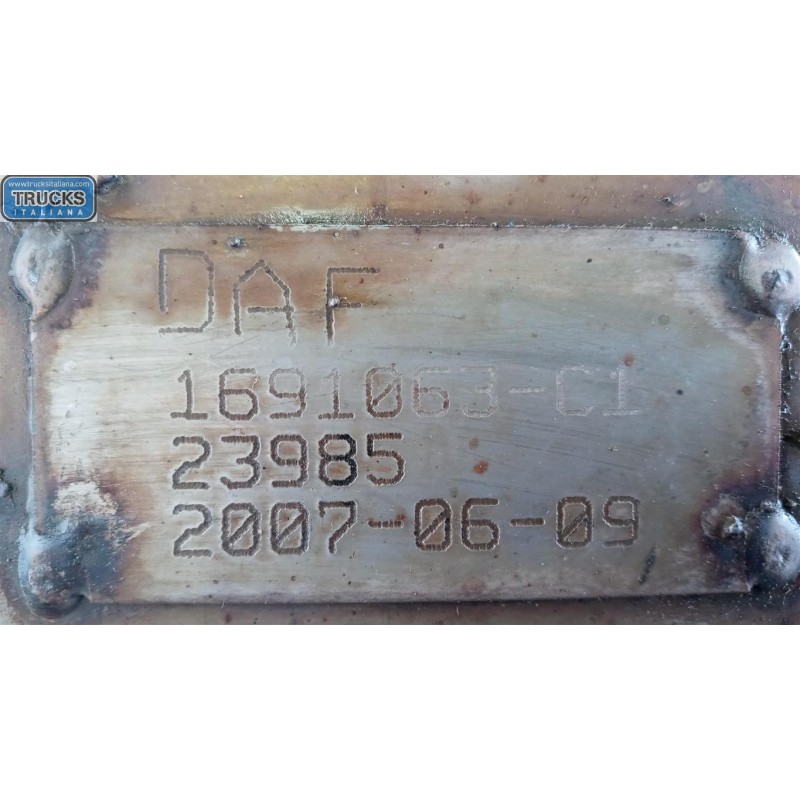 www.trucksitaliana.com
TRUCKS
ITALIANA
DAF
1691063-C1
23985
2007-06-09